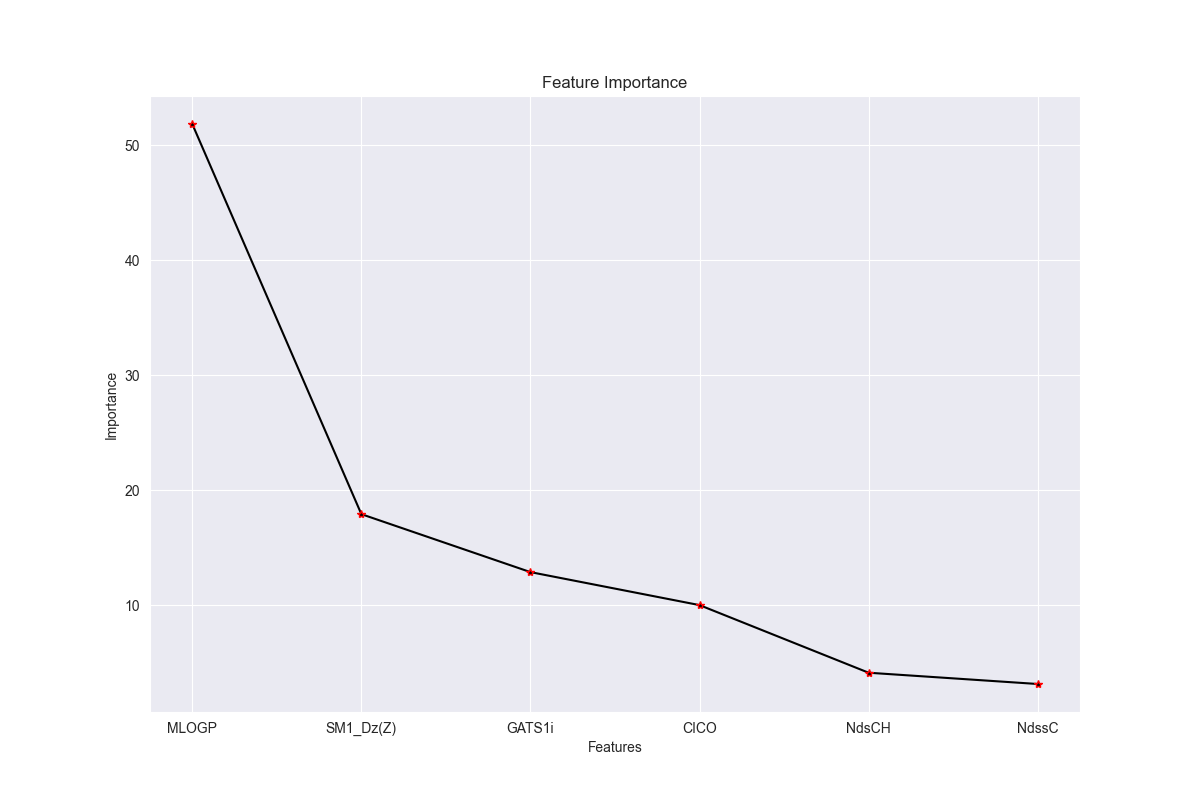 Feature Importance
50
40
30
20
10
Importance
MLOGP SM1_Dz(Z) GATS1i CICO NdsCH NdssC
Features